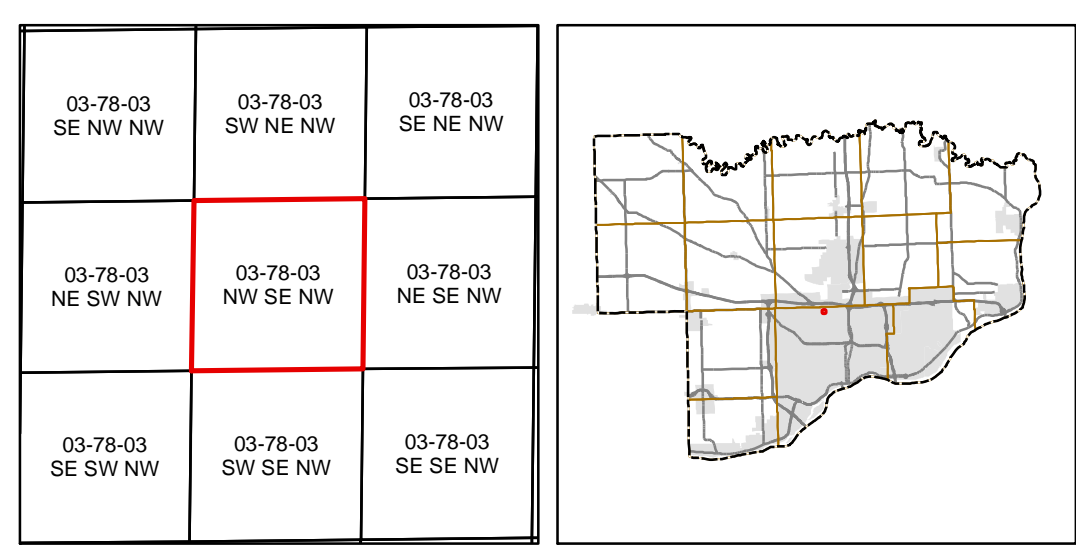 03-78-03
SE NW NW
03-78-03
SW NE NW
03-78-03
SE NE NW
03-78-03
NE SW NW
03-78-03
NW SE NW
03-78-03
NE SE NW
03-78-03
SE SW NW
03-78-03
SW SE NW
03-78-03
SE SE NW